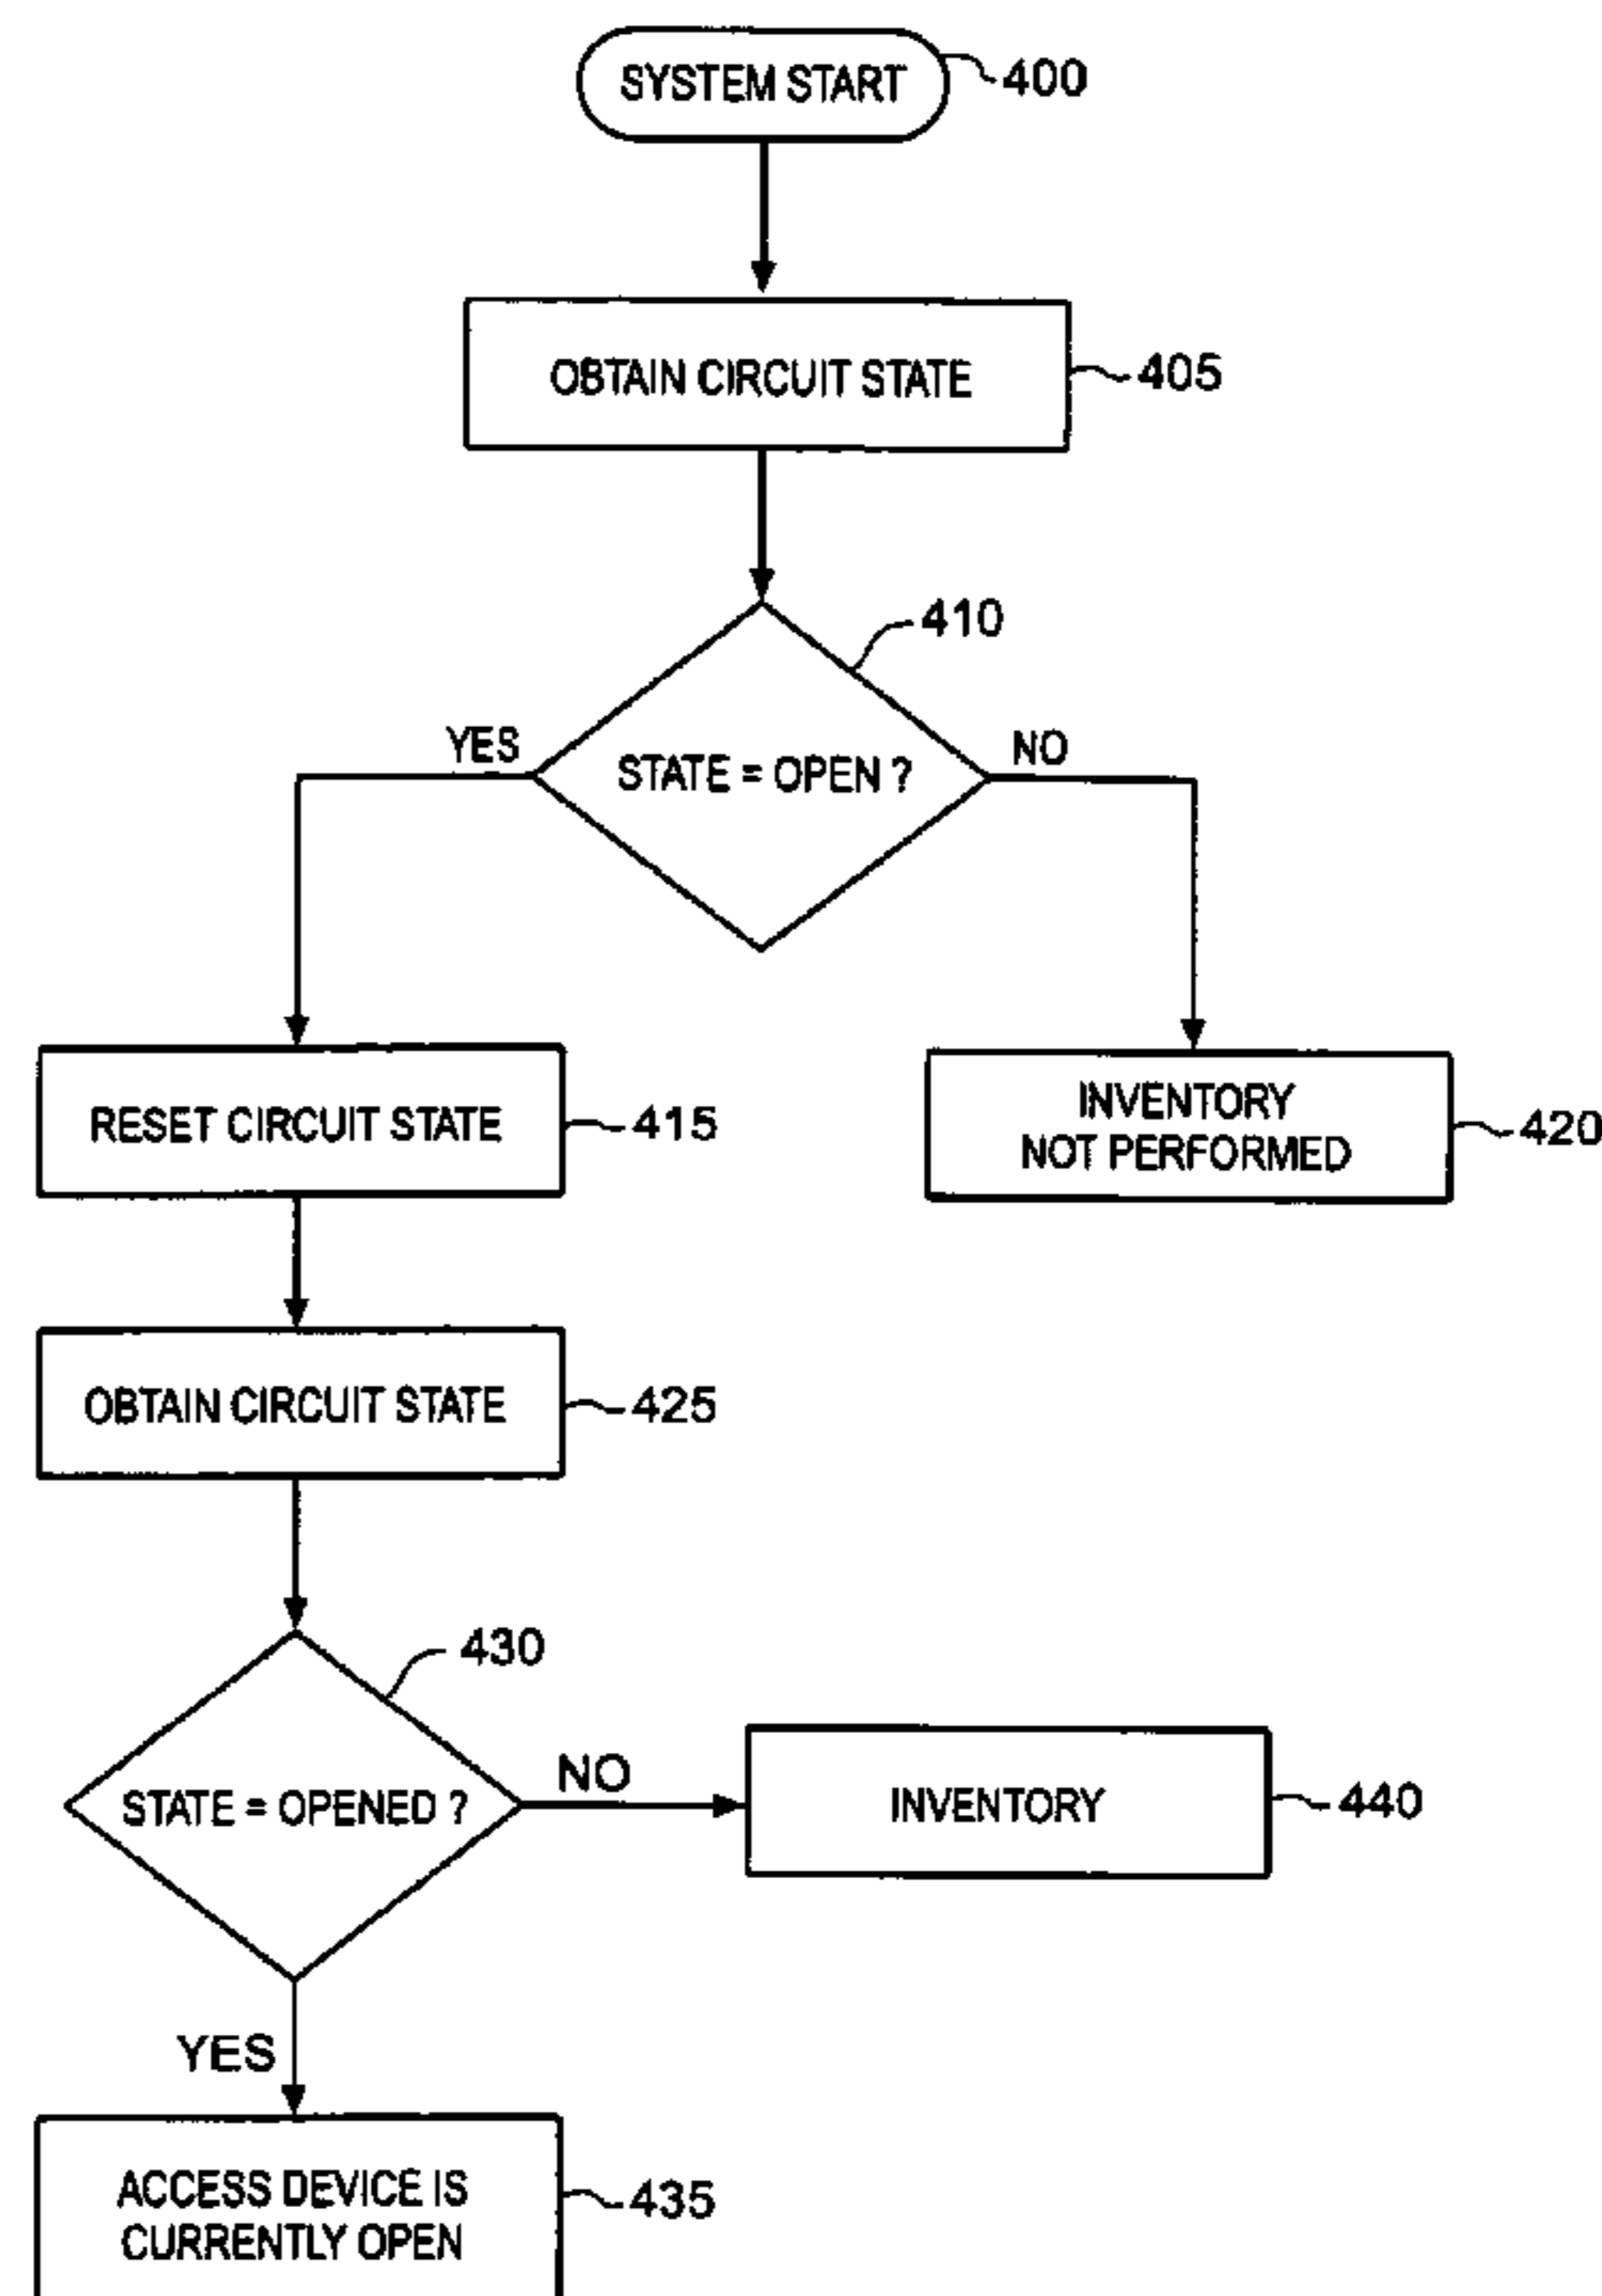 SYSTEM START
400
OBTAIN CIRCUIT STATE
405
410
YES
STATE = OPEN ?
NO
RESET CIRCUIT STATE
415
INVENTORY
NOT PERFORMED
420
OBTAIN CIRCUIT STATE
425
430
STATE = OPENED ?
NO
INVENTORY
440
YES
ACCESS DEVICE IS
CURRENTLY OPEN
435